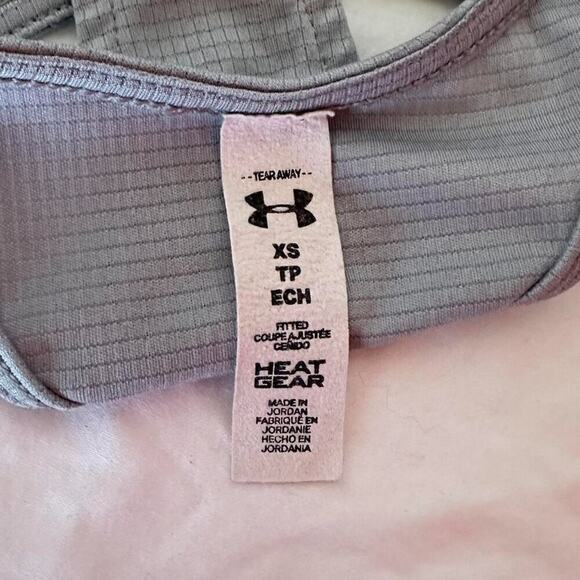 --TEAR AWAY--
XS
TP
ECH
FITTED
COUPE AJUSTÉE
CEÑIDO
HEAT
GEAR
MADE IN
JORDAN
FABRIQUÉ EN
JORDANIE
HECHO EN
JORDANIA